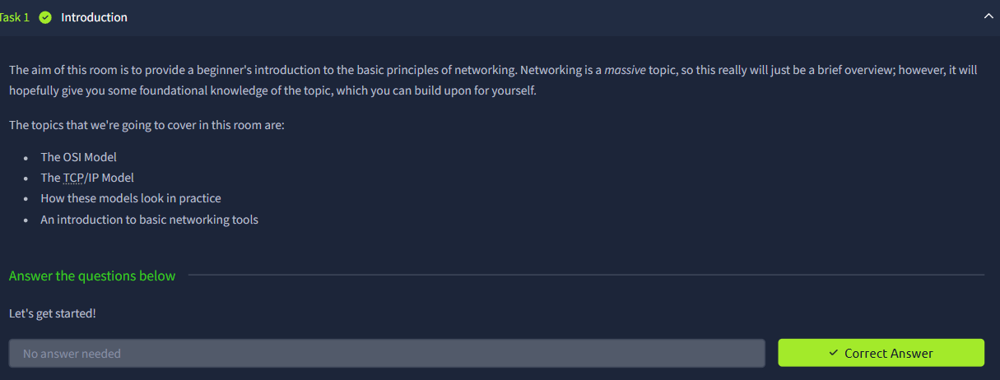 Task 1 Introduction
The aim of this room is to provide a beginner's introduction to the basic principles of networking. Networking is a massive topic, so this really will just be a brief overview; however, it will
hopefully give you some foundational knowledge of the topic, which you can build upon for yourself.
The topics that we're going to cover in this room are:
• The OSI Model
• The TCP/IP Model
• How these models look in practice
• An introduction to basic networking tools
Answer the questions below
Let's get started!
No answer needed ✓ Correct Answer